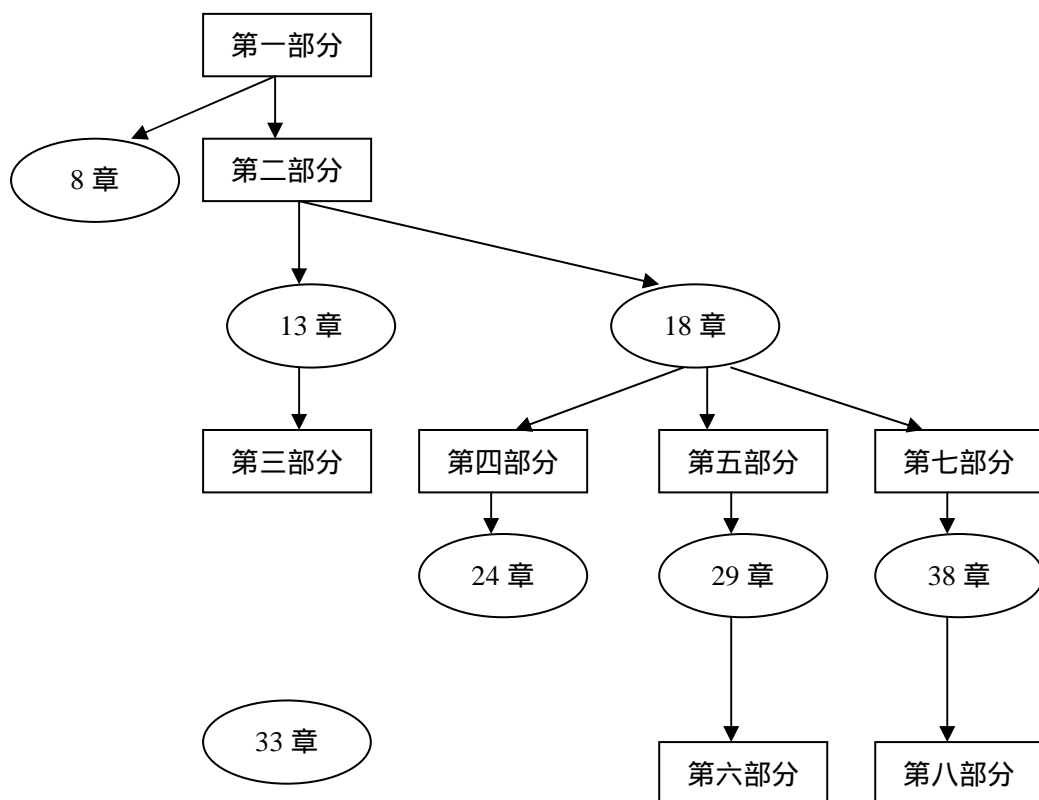 第一部分
8 章
第二部分
13 章
18 章
第三部分
第四部分
第五部分
第七部分
24 章
29 章
38 章
33 章
第六部分
第八部分